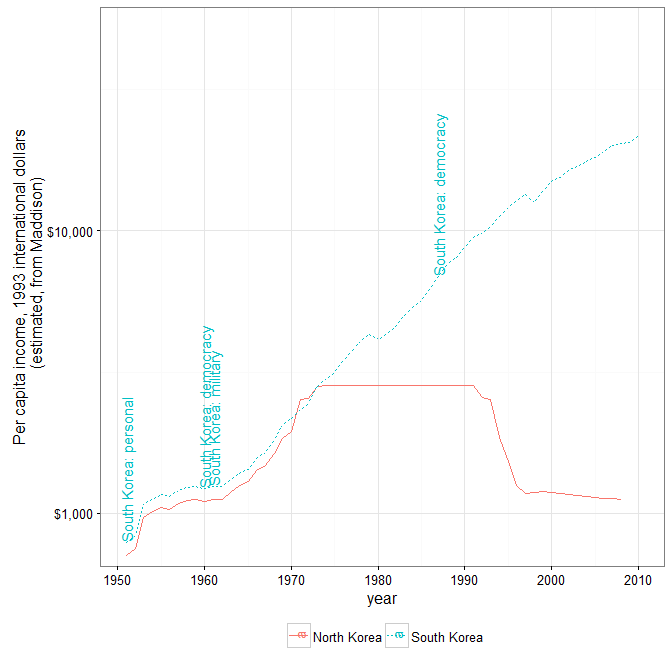 Per capita income, 1993 international dollars
(estimated, from Maddison)
$10,000
$1,000
South Korea: personal
South Korea: democracy
South Korea: military
South Korea: democracy
1950 1960 1970 1980 1990 2000 2010
year
a North Korea a South Korea